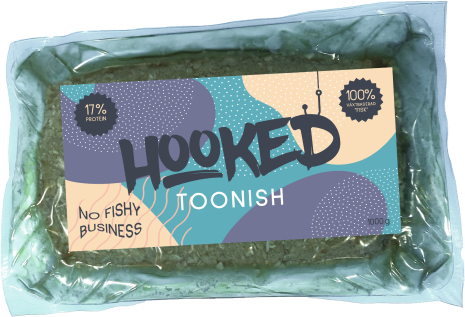 17%
PROTEIN
100%
VÄXTBASERAD
"FISK"
HOOKED
TOONISH
NO FISHY
BUSINESS
1000 g